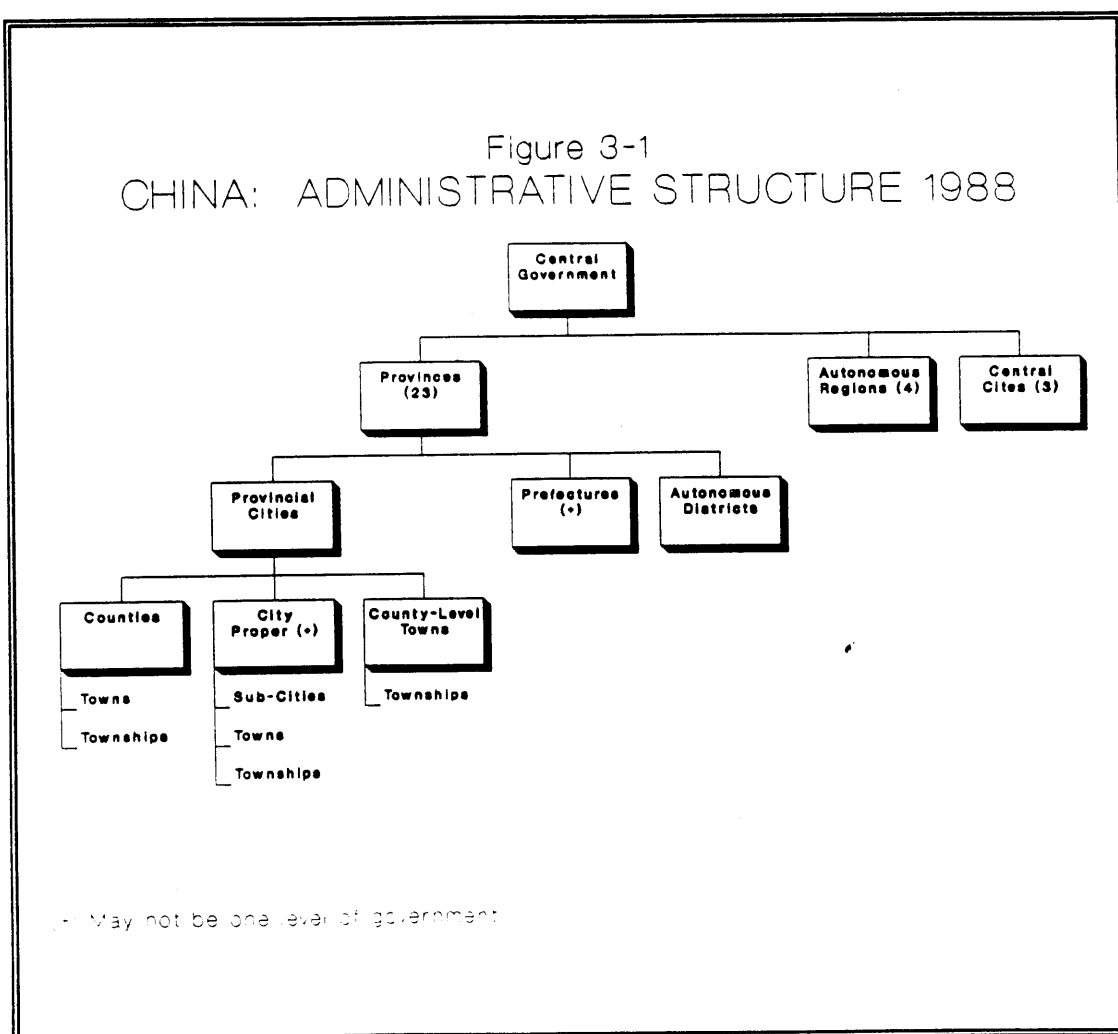 Figure 3-1
CHINA: ADMINISTRATIVE STRUCTURE 1988
Central
Government
Provinces
(23)
Autonomous
Regions (4)
Central
Cites (3)
Provincial
Cities
Prefectures
(+)
Autonomous
Districts
Counties
City
Proper (+)
County-Level
Towns
Towns
Townships
Sub-Cities
Towns
Townships
Townships
May not be one level of government